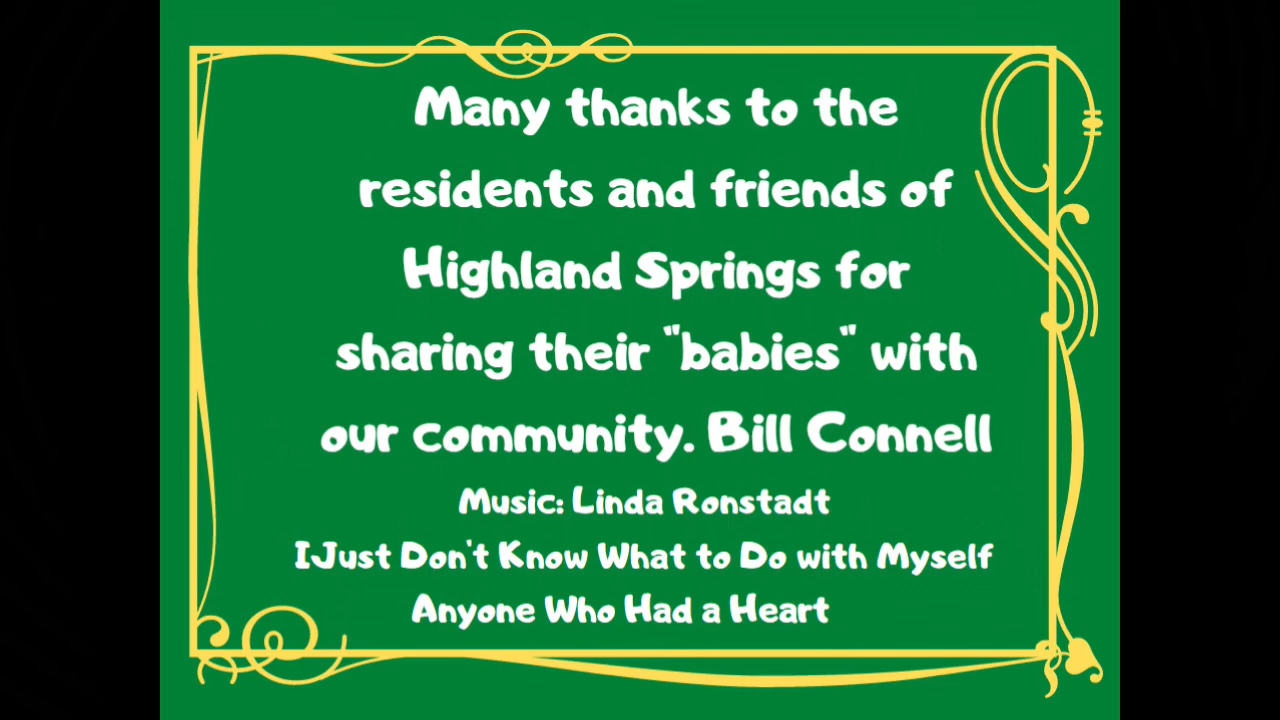 Many thanks to the
residents and friends of
Highland Springs for
sharing their "babies" with
our community. Bill Connell
Music: Linda Ronstadt
IJust Don't Know What to Do with Myself
Anyone Who Had a Heart